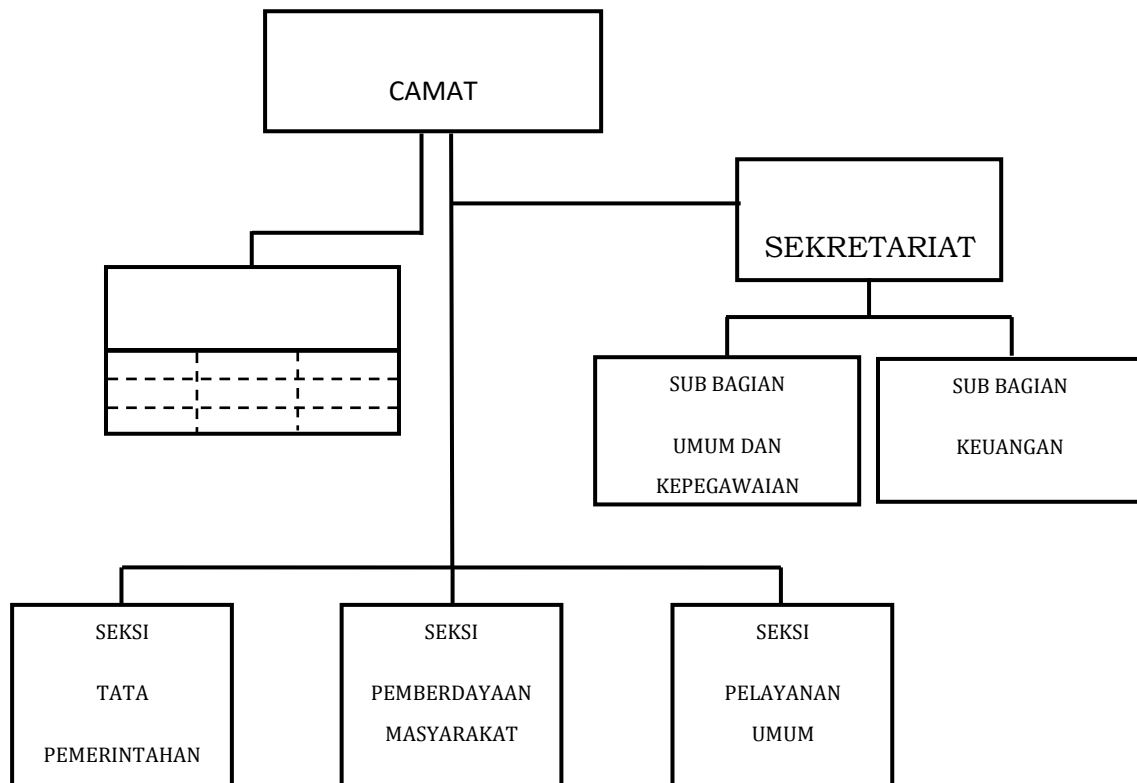 CAMAT
SEKRETARIAT
SUB BAGIAN
UMUM DAN
KEPEGAWAIAN
SUB BAGIAN
KEUANGAN
SEKSI
TATA
PEMERINTAHAN
SEKSI
PEMBERDAYAAN
MASYARAKAT
SEKSI
PELAYANAN
UMUM